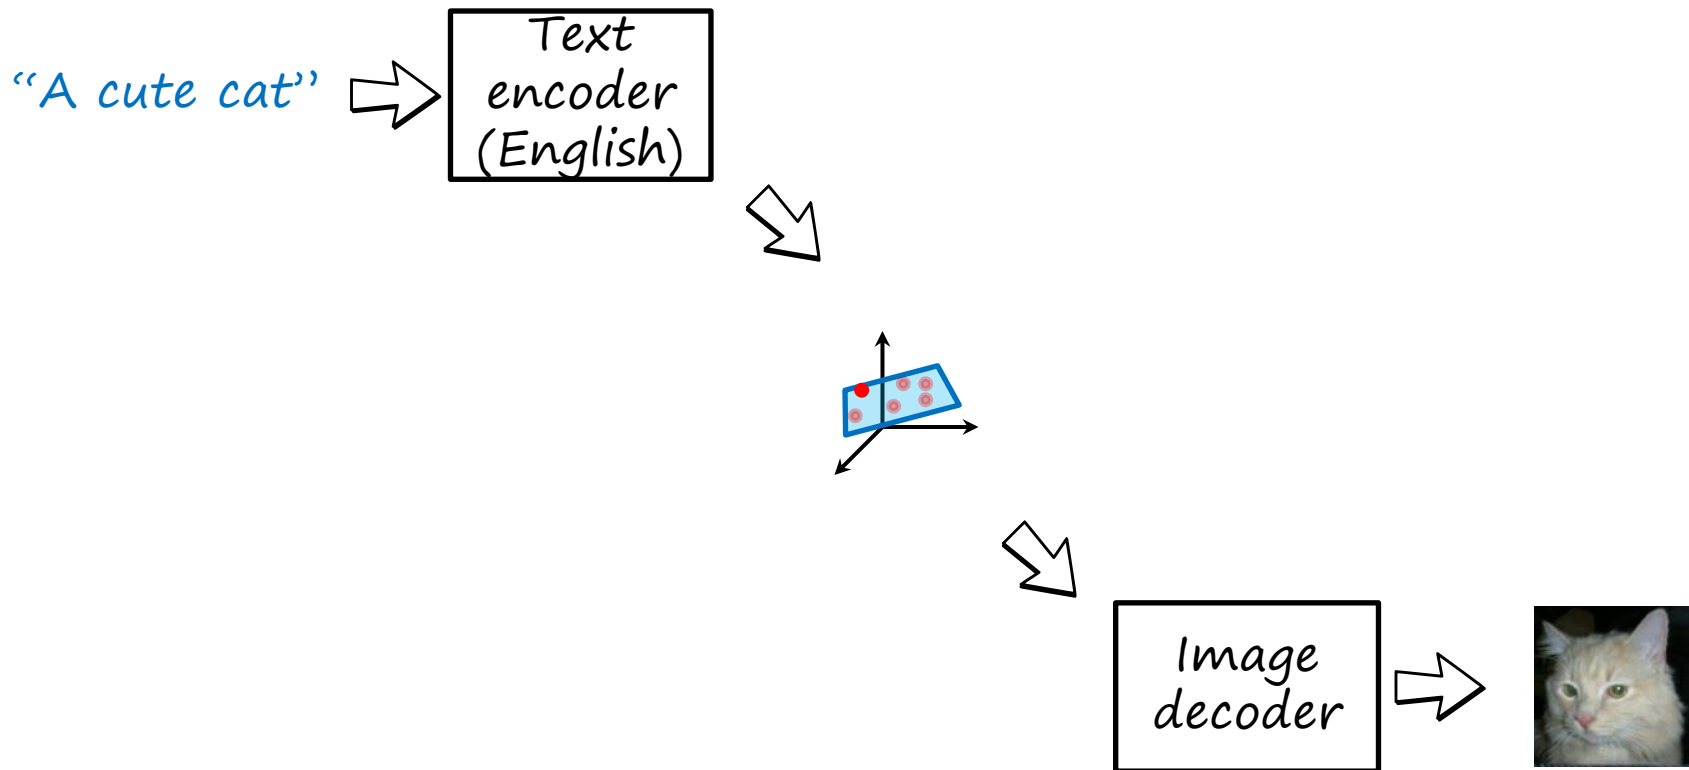 “A cute cat”
Text
encoder
(English)
Image
decoder